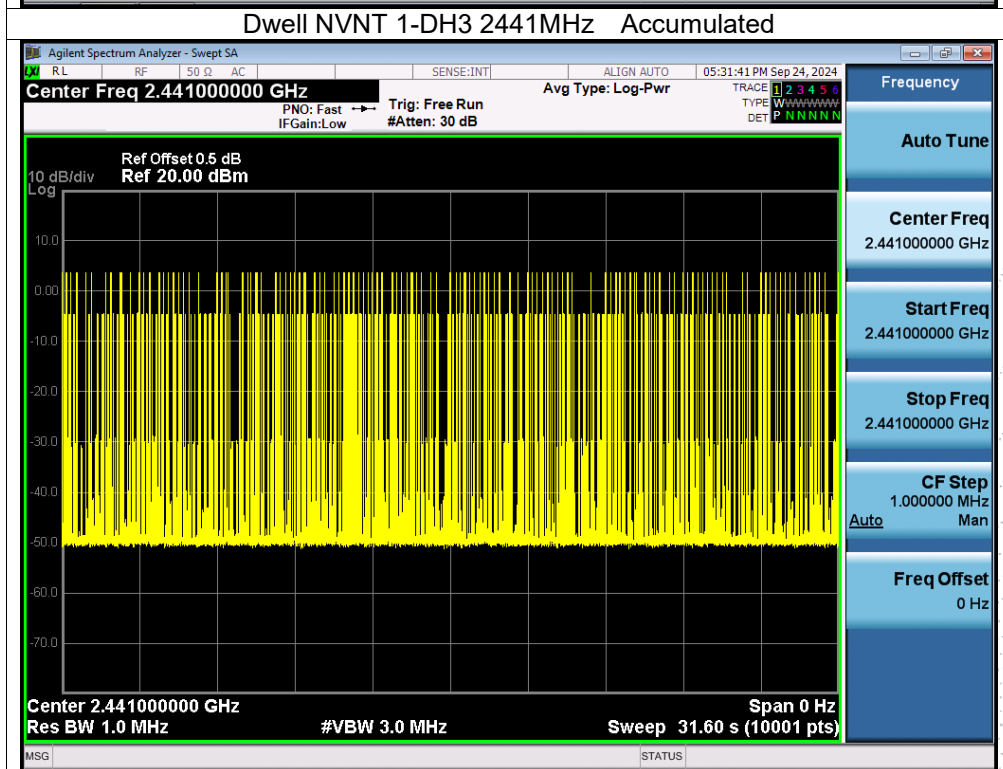 Dwell NVNT 1-DH3 2441MHz Accumulated
Agilent Spectrum Analyzer - Swept SA
LXI RL RF 50 Ω AC SENSE:INT ALIGN AUTO 05:31:41 PM Sep 24, 2024
Center Freq 2.441000000 GHz
PNO: Fast
IFGain:Low
Trig: Free Run
#Atten: 30 dB
Avg Type: Log-Pwr
TRACE 1 2 3 4 5 6
TYPE WWWWWWW
DET P N N N N N
Frequency
Auto Tune
Center Freq
2.441000000 GHz
Start Freq
2.441000000 GHz
Stop Freq
2.441000000 GHz
CF Step
1.000000 MHz
Auto Man
Freq Offset
0 Hz
Ref Offset 0.5 dB
10 dB/div Ref 20.00 dBm
Log
10.0
0.00
-10.0
-20.0
-30.0
-40.0
-50.0
-60.0
-70.0
Center 2.441000000 GHz Span 0 Hz
Res BW 1.0 MHz #VBW 3.0 MHz Sweep 31.60 s (10001 pts)
MSG STATUS